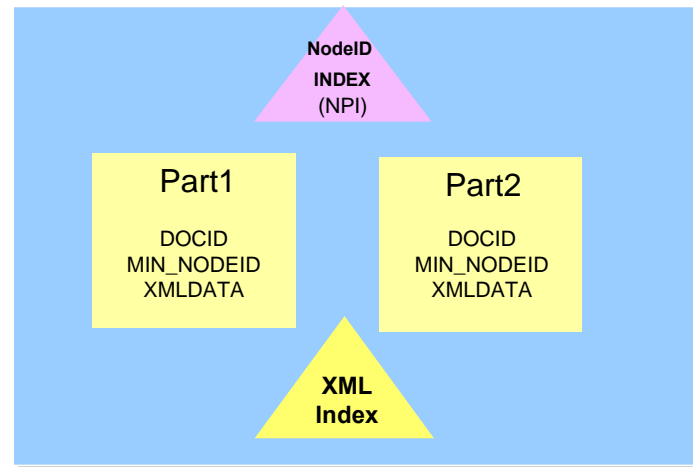 NodeID
INDEX
(NPI)
Part1
DOCID
MIN_NODEID
XMLDATA
Part2
DOCID
MIN_NODEID
XMLDATA
XML
Index